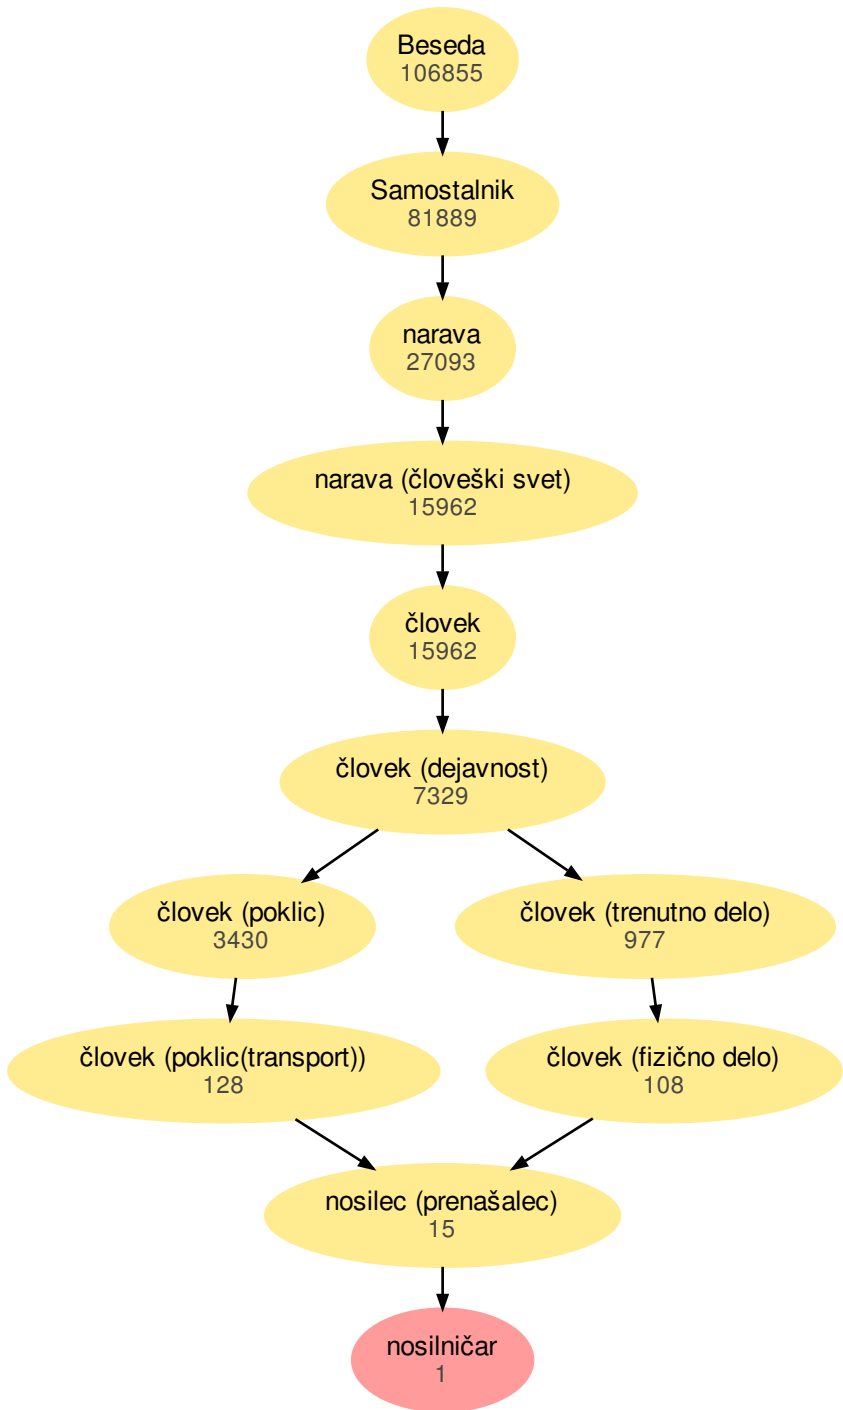 Beseda
106855
Samostalnik
81889
narava
27093
narava (človeški svet)
15962
človek
15962
človek (dejavnost)
7329
človek (poklic)
3430
človek (trenutno delo)
977
človek (poklic(transport))
128
človek (fizično delo)
108
nosilec (prenašalec)
15
nosilničar
1